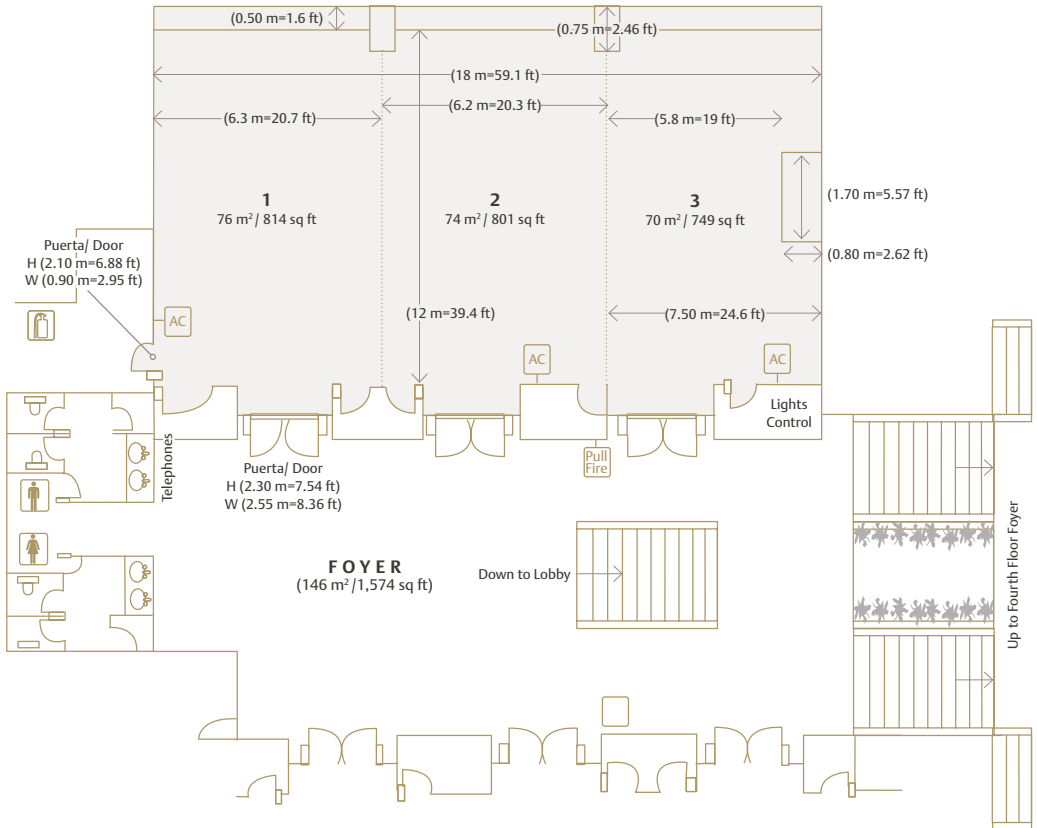 (0.50 m=1.6 ft)
(0.75 m=2.46 ft)
(18 m=59.1 ft)
(6.2 m=20.3 ft)
(6.3 m=20.7 ft)
(5.8 m=19 ft)
1
76 m²/ 814 sq ft
2
74 m²/ 801 sq ft
3
70 m²/ 749 sq ft
(1.70 m=5.57 ft)
(0.80 m=2.62 ft)
Puerta/ Door
H (2.10 m=6.88 ft)
W (0.90 m=2.95 ft)
(12 m=39.4 ft)
(7.50 m=24.6 ft)
AC
AC
AC
Lights
Control
Telephones
Pull
Fire
Puerta/ Door
H (2.30 m=7.54 ft)
W (2.55 m=8.36 ft)
FOYER
(146 m²/1,574 sq ft)
Down to Lobby
Up to Fourth Floor Foyer